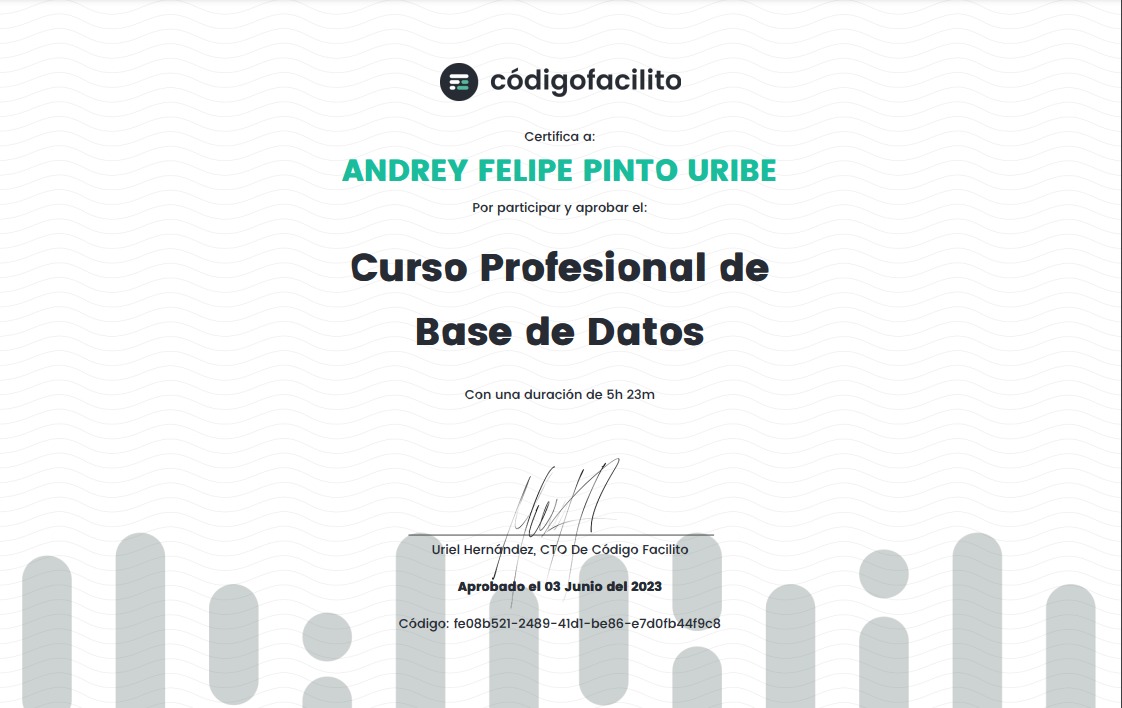 códigofacilito
Certifica a:
ANDREY FELIPE PINTO URIBE
Por participar y aprobar el:
Curso Profesional de
Base de Datos
Con una duración de 5h 23m
Uriel Hernández, CTO De Código Facilito
Aprobado el 03 Junio del 2023
Código: fe08b521-2489-41d1-be86-e7d0fb44f9c8